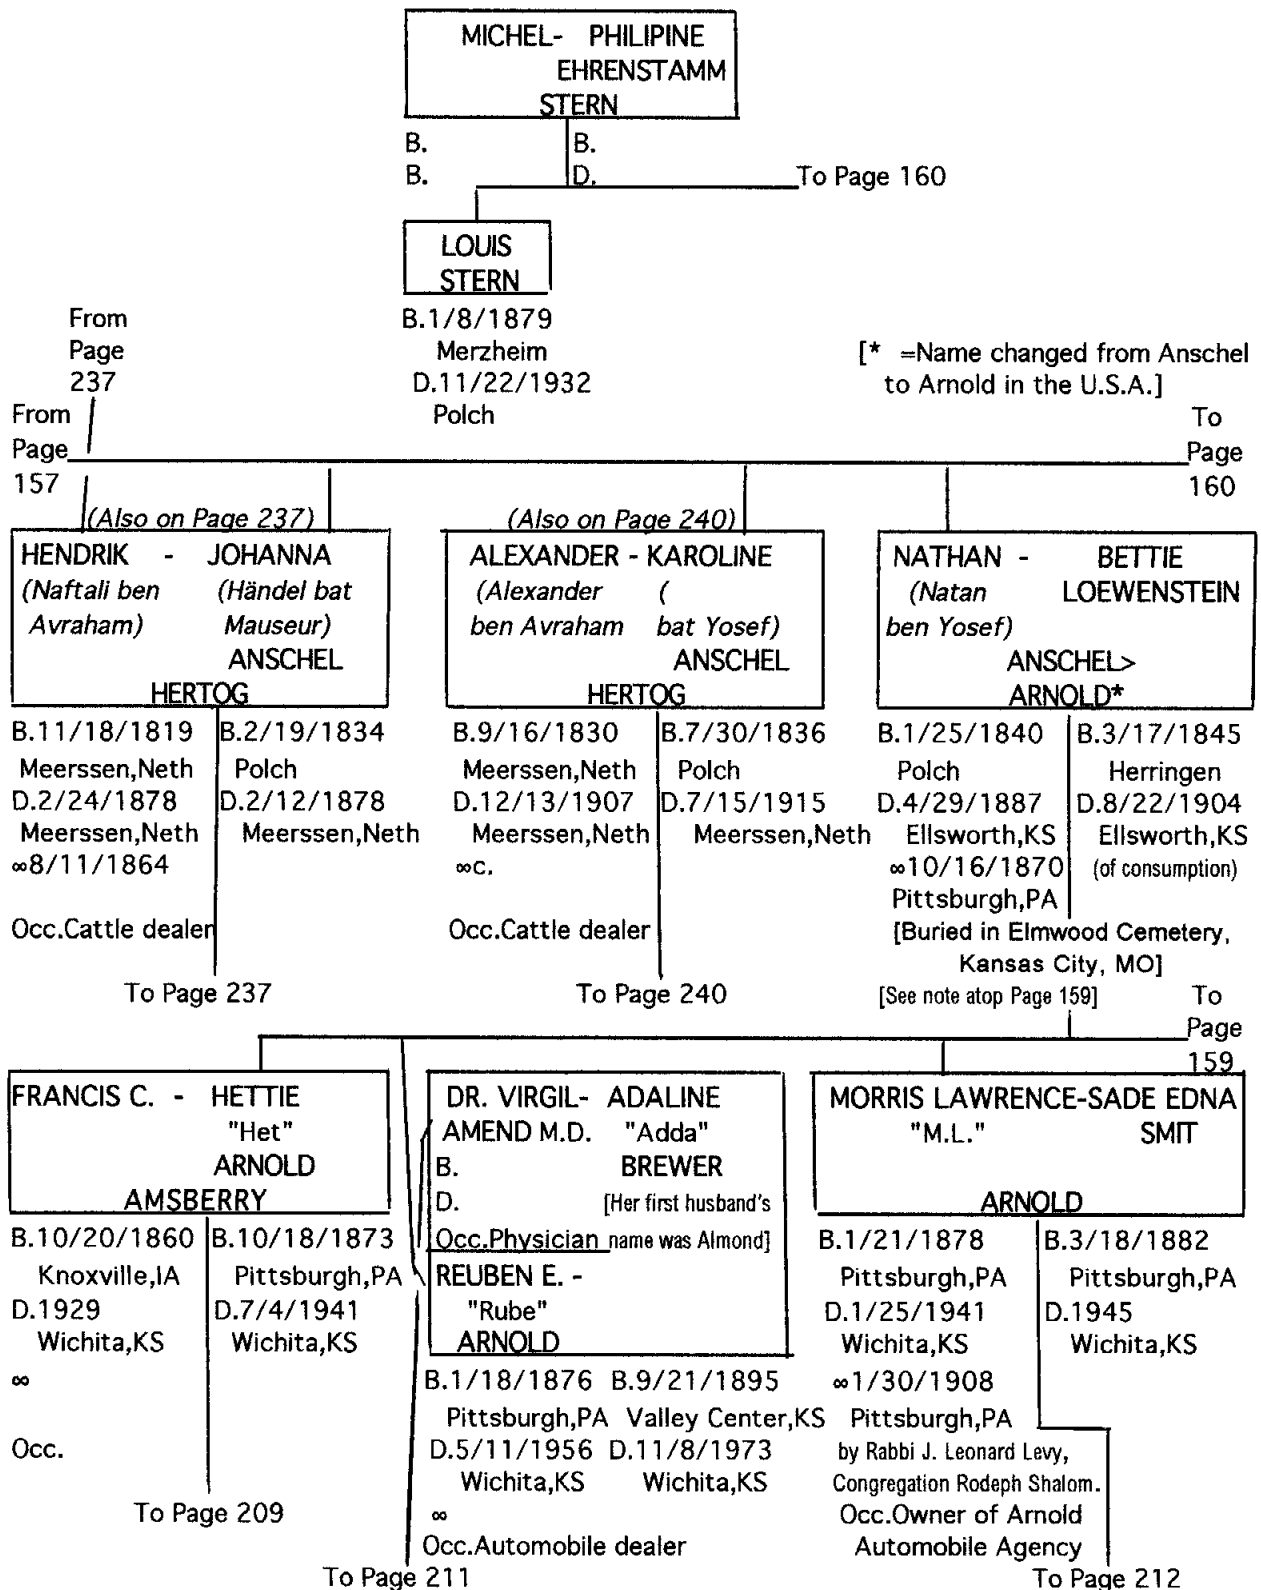 MICHEL- PHILIPINE
EHRENSTAMM
STERN
B. B.
B. D.
To Page 160
LOUIS
STERN
B.1/8/1879
Merzheim
D.11/22/1932
Polch
From
Page
237
[* =Name changed from Anschel
to Arnold in the U.S.A.]
From
Page
157
To
Page
160
(Also on Page 237)
HENDRIK - JOHANNA
(Naftali ben (Händel bat
Avraham) Mauseur)
ANSCHEL
HERTOG
B.11/18/1819 B.2/19/1834
Meerssen,Neth Polch
D.2/24/1878 D.2/12/1878
Meerssen,Neth Meerssen,Neth
∞8/11/1864
Occ.Cattle dealer
To Page 237
(Also on Page 240)
ALEXANDER - KAROLINE
(Alexander (
ben Avraham bat Yosef)
ANSCHEL
HERTOG
B.9/16/1830 B.7/30/1836
Meerssen,Neth Polch
D.12/13/1907 D.7/15/1915
Meerssen,Neth Meerssen,Neth
∞c.
Occ.Cattle dealer
To Page 240
NATHAN - BETTIE
(Natan LOEWENSTEIN
ben Yosef)
ANSCHEL>
ARNOLD*
B.1/25/1840 B.3/17/1845
Polch Herringen
D.4/29/1887 D.8/22/1904
Ellsworth,KS Ellsworth,KS
∞10/16/1870 (of consumption)
Pittsburgh,PA
[Buried in Elmwood Cemetery,
Kansas City, MO]
[See note atop Page 159]
To
Page
159
FRANCIS C. - HETTIE
"Het"
ARNOLD
AMSBERRY
B.10/20/1860 B.10/18/1873
Knoxville,IA Pittsburgh,PA
D.1929 D.7/4/1941
Wichita,KS Wichita,KS
∞
Occ.
To Page 209
DR. VIRGIL- ADALINE
AMEND M.D. "Adda"
B. BREWER
D. [Her first husband's
Occ.Physician name was Almond]
REUBEN E. -
"Rube"
ARNOLD
B.1/18/1876 B.9/21/1895
Pittsburgh,PA Valley Center,KS
D.5/11/1956 D.11/8/1973
Wichita,KS Wichita,KS
∞
Occ.Automobile dealer
To Page 211
MORRIS LAWRENCE-SADE EDNA
"M.L." SMIT
ARNOLD
B.1/21/1878 B.3/18/1882
Pittsburgh,PA Pittsburgh,PA
D.1/25/1941 D.1945
Wichita,KS Wichita,KS
∞1/30/1908
Pittsburgh,PA
by Rabbi J. Leonard Levy,
Congregation Rodeph Shalom.
Occ.Owner of Arnold
Automobile Agency
To Page 212